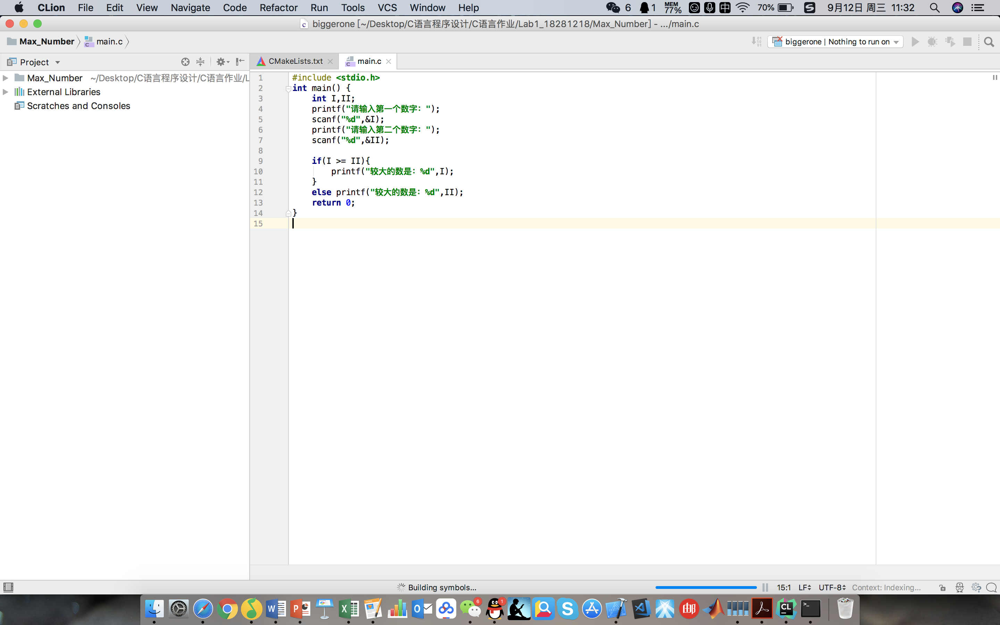 CLion File Edit View Navigate Code Refactor Run Tools VCS Window Help 6 1 MEM 77% 中 70% 9月12日 周三 11:32
biggerone [~/Desktop/C语言程序设计/C语言作业/Lab1_18281218/Max_Number] - .../main.c
Max_Number main.c biggerone | Nothing to run on
Project CMakeLists.txt main.c
Max_Number ~/Desktop/C语言程序设计/C语言作业/L
External Libraries
Scratches and Consoles
1 #include <stdio.h>
2 int main() {
3 int I,II;
4 printf("请输入第一个数字: ");
5 scanf("%d",&I);
6 printf("请输入第二个数字: ");
7 scanf("%d",&II);
8
9 if(I >= II){
10 printf("较大的数是: %d",I);
11 }
12 else printf("较大的数是: %d",II);
13 return 0;
14 }
15
Building symbols... 15:1 LF UTF-8 Context: Indexing...
W P X O 6 1 S 邮 CL >_